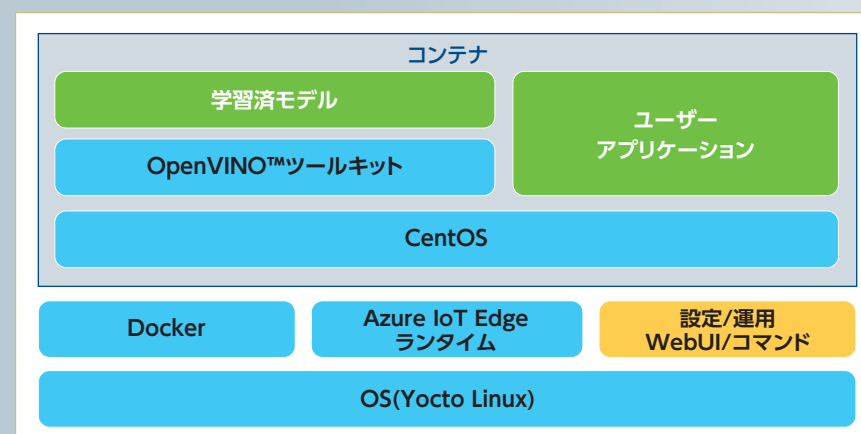 コンテナ
学習済モデル
OpenVINO™ツールキット
ユーザー
アプリケーション
CentOS
Docker
Azure IoT Edge
ランタイム
設定/運用
WebUI/コマンド
OS(Yocto Linux)